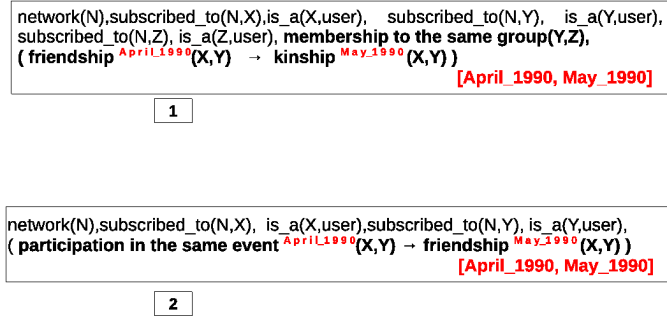 network(N),subscribed_to(N,X),is_a(X,user), subscribed_to(N,Y), is_a(Y,user),
subscribed_to(N,Z), is_a(Z,user), membership to the same group(Y,Z),
( friendship April_1990(X,Y) → kinship May_1990(X,Y) )
[April_1990, May_1990]
1
network(N),subscribed_to(N,X), is_a(X,user),subscribed_to(N,Y), is_a(Y,user),
( participation in the same event April_1990(X,Y) → friendship May_1990 (X,Y) )
[April_1990, May_1990]
2